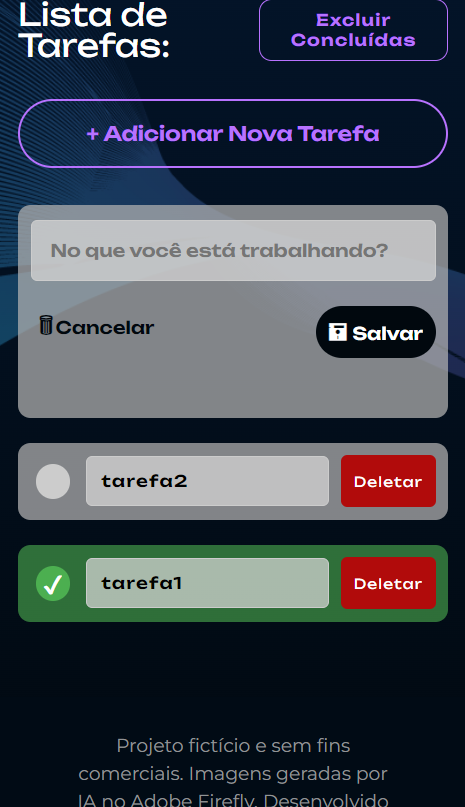 Lista de
Tarefas:
Excluir
Concluídas
+ Adicionar Nova Tarefa
No que você está trabalhando?
Cancelar
Salvar
tarefa2
Deletar
tarefa1
Deletar
Projeto fictício e sem fins
comerciais. Imagens geradas por
IA no Adobe Firefly. Desenvolvido